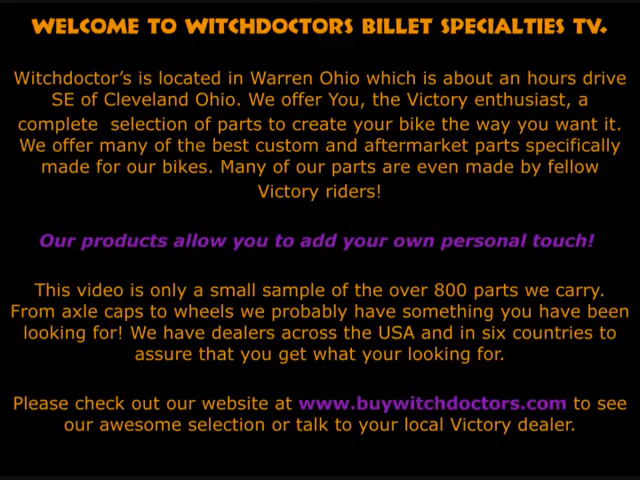 WELCOME TO WITCHDOCTORS BILLET SPECIALTIES TV.
Witchdoctor's is located in Warren Ohio which is about an hours drive
SE of Cleveland Ohio. We offer You, the Victory enthusiast, a
complete  selection of parts to create your bike the way you want it.
We offer many of the best custom and aftermarket parts specifically
made for our bikes. Many of our parts are even made by fellow
Victory riders!
Our products allow you to add your own personal touch!
This video is only a small sample of the over 800 parts we carry.
From axle caps to wheels we probably have something you have been
looking for! We have dealers across the USA and in six countries to
assure that you get what your looking for.
Please check out our website at www.buywitchdoctors.com to see
our awesome selection or talk to your local Victory dealer.